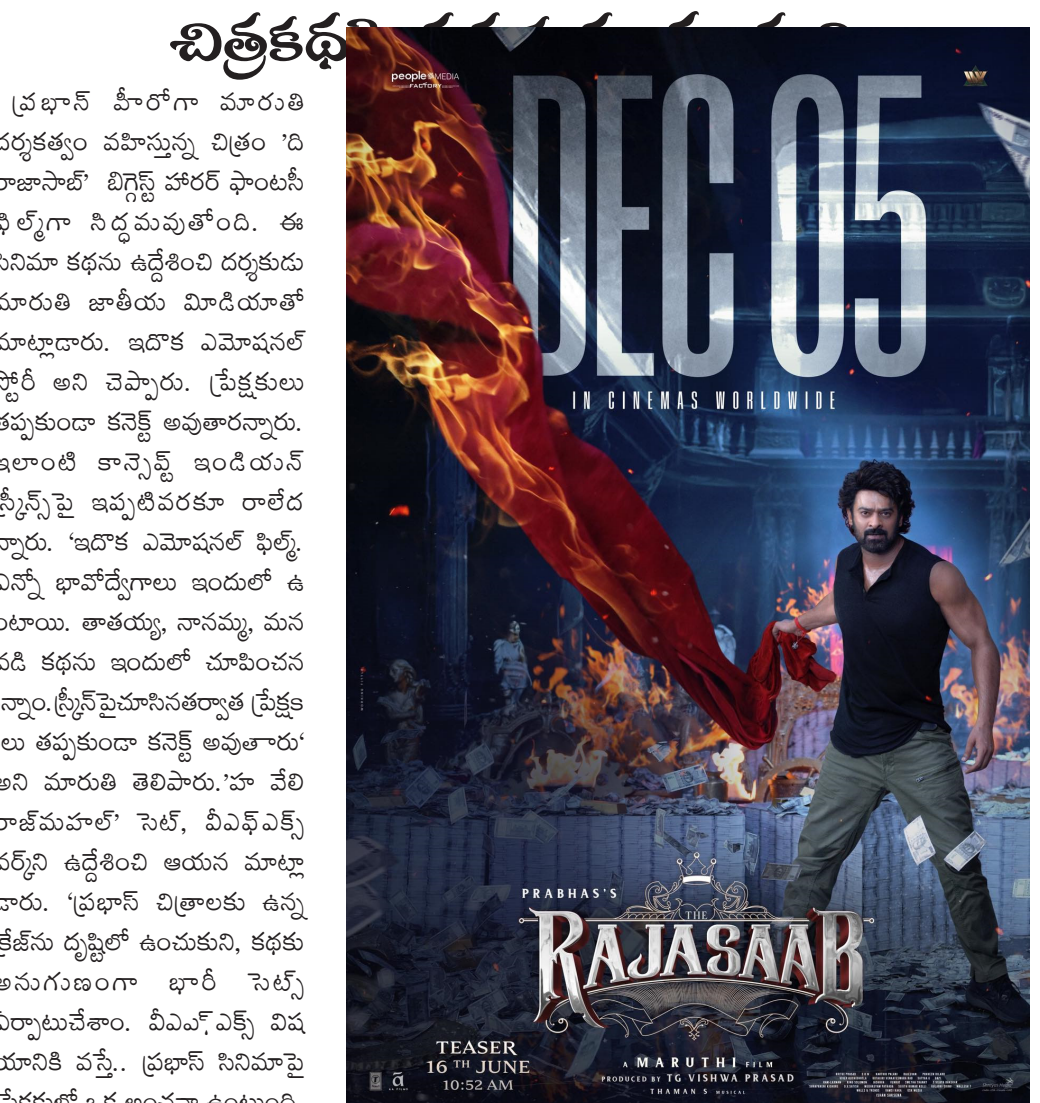 చిత్రకథ
ప్రభాస్ హీరోగా మారుతి
దర్శకత్వం వహిస్తున్న చిత్రం ’ది
రాజాసాబ్’ బిగ్గెస్ట్ హారర్ ఫాంటసీ
ఫిల్మ్‌గా సిద్ధమవుతోంది. ఈ
సినిమా కథను ఉద్దేశించి దర్శకుడు
మారుతి జాతీయ మీడియాతో
మాట్లాడారు. ఇదొక ఎమోషనల్
స్టోరీ అని చెప్పారు. ప్రేక్షకులు
తప్పకుండా కనెక్ట్ అవుతారన్నారు.
ఇలాంటి కాన్సెప్ట్ ఇండియన్
స్క్రీన్స్‌పై ఇప్పటివరకూ రాలేద
న్నారు. ‘ఇదొక ఎమోషనల్ ఫిల్మ్.
ఎన్నో భావోద్వేగాలు ఇందులో ఉ
ంటాయి. తాతయ్య, నానమ్మ, మన
వడి కథను ఇందులో చూపించన
న్నాం.స్క్రీన్‌పైచూసినతర్వాత ప్రేక్షక
లు తప్పకుండా కనెక్ట్ అవుతారు‘
అని మారుతి తెలిపారు.’హ వేలి
రాజ్‌మహల్’ సెట్, వీఎఫ్ఎక్స్
వర్క్‌ని ఉద్దేశించి ఆయన మాట్లా
డారు. ‘ప్రభాస్ చిత్రాలకు ఉన్న
క్రేజ్‌ను దృష్టిలో ఉంచుకుని, కథకు
అనుగుణంగా భారీ సెట్స్
ఏర్పాటుచేశాం. వీఎఫ్ఎక్స్ విష
యానికి వస్తే.. ప్రభాస్ సినిమాపై
people MEDIA
FACTORY
DEC 05
IN CINEMAS WORLDWIDE
PRABHAS'S
THE
RAJASAAB
TEASER
16 TH JUNE
10:52 AM
A MARUTHI FILM
PRODUCED BY TG VISHWA PRASAD
THAMAN S MUSICAL